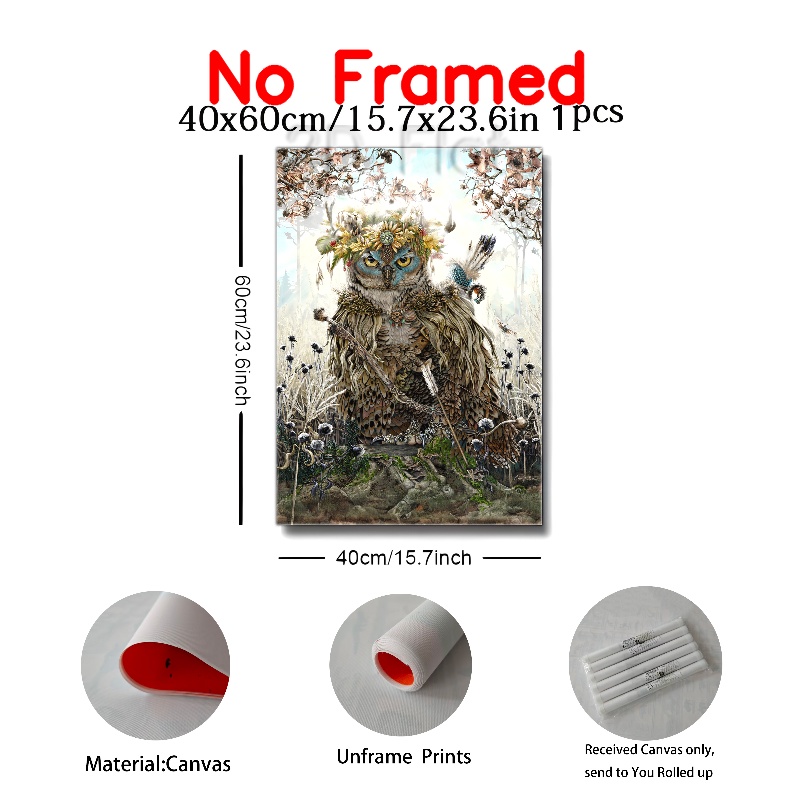 No Framed
40x60cm/15.7x23.6in 1pcs
60cm/23.6inch
40cm/15.7inch
Material:Canvas
Unframe Prints
Received Canvas only,
send to You Rolled up